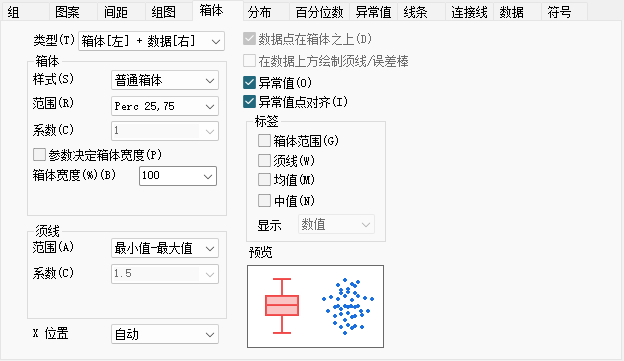 组 图案 间距 组图 箱体 分布 百分位数 异常值 线条 连接线 数据 符号
类型(T) 箱体[左] + 数据[右]
箱体
样式(S) 普通箱体
范围(R) Perc 25,75
系数(C) 1
参数决定箱体宽度(P)
箱体宽度(%)(B) 100
须线
范围(A) 最小值-最大值
系数(C) 1.5
X 位置 自动
数据点在箱体之上(D)
在数据上方绘制须线/误差棒
异常值(O)
异常值点对齐(I)
标签
箱体范围(G)
须线(W)
均值(M)
中值(N)
显示 数值
预览